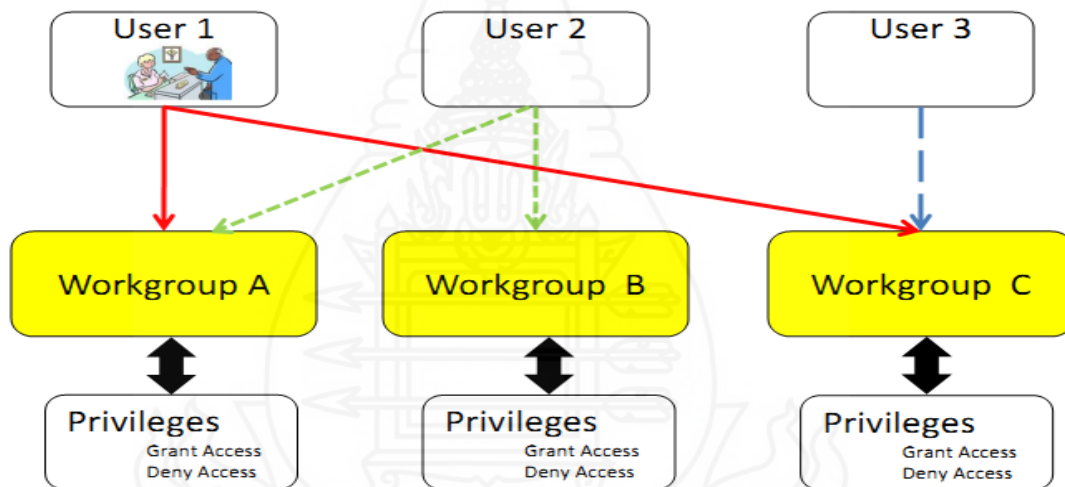 User 1
User 2
User 3
Workgroup A
Workgroup B
Workgroup C
Privileges
Grant Access
Deny Access
Privileges
Grant Access
Deny Access
Privileges
Grant Access
Deny Access